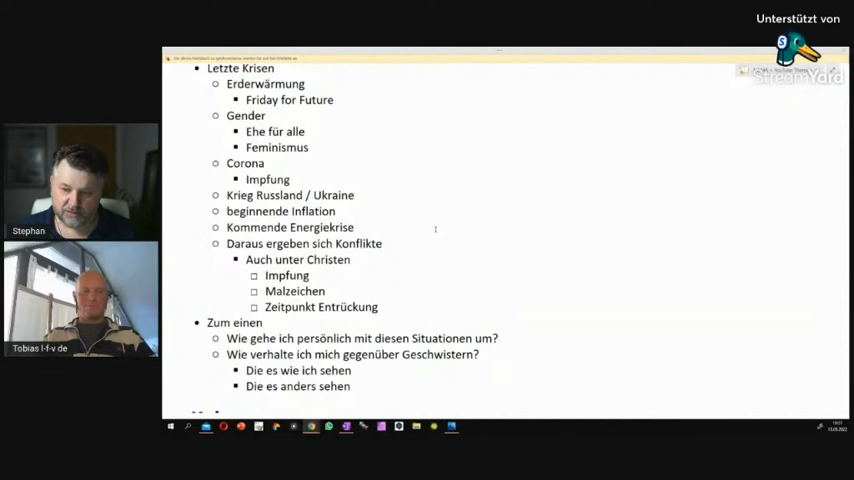 Unterstützt von
StreamYard
Letzte Krisen
Erderwärmung
Friday for Future
Gender
Ehe für alle
Feminismus
Corona
Impfung
Krieg Russland / Ukraine
beginnende Inflation
Kommende Energiekrise
Daraus ergeben sich Konflikte
Auch unter Christen
Impfung
Malzeichen
Zeitpunkt Entrückung
Zum einen
Wie gehe ich persönlich mit diesen Situationen um?
Wie verhalte ich mich gegenüber Geschwistern?
Die es wie ich sehen
Die es anders sehen
Stephan
Tobias l-f-v de